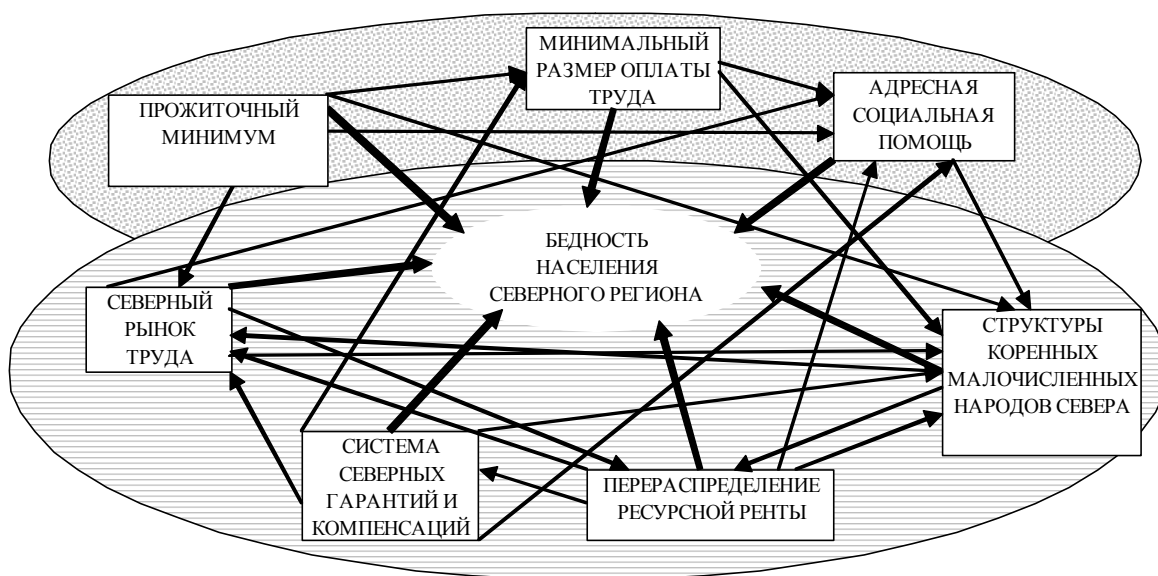 МИНИМАЛЬНЫЙ
РАЗМЕР ОПЛАТЫ
ТРУДА
АДРЕСНАЯ
СОЦИАЛЬНАЯ
ПОМОЩЬ
ПРОЖИТОЧНЫЙ
МИНИМУМ
БЕДНОСТЬ
НАСЕЛЕНИЯ
СЕВЕРНОГО РЕГИОНА
СЕВЕРНЫЙ
РЫНОК
ТРУДА
СТРУКТУРЫ
КОРЕННЫХ
МАЛОЧИСЛЕННЫХ
НАРОДОВ СЕВЕРА
СИСТЕМА
СЕВЕРНЫХ
ГАРАНТИЙ И
КОМПЕНСАЦИЙ
ПЕРЕРАСПРЕДЕЛЕНИЕ
РЕСУРСНОЙ РЕНТЫ